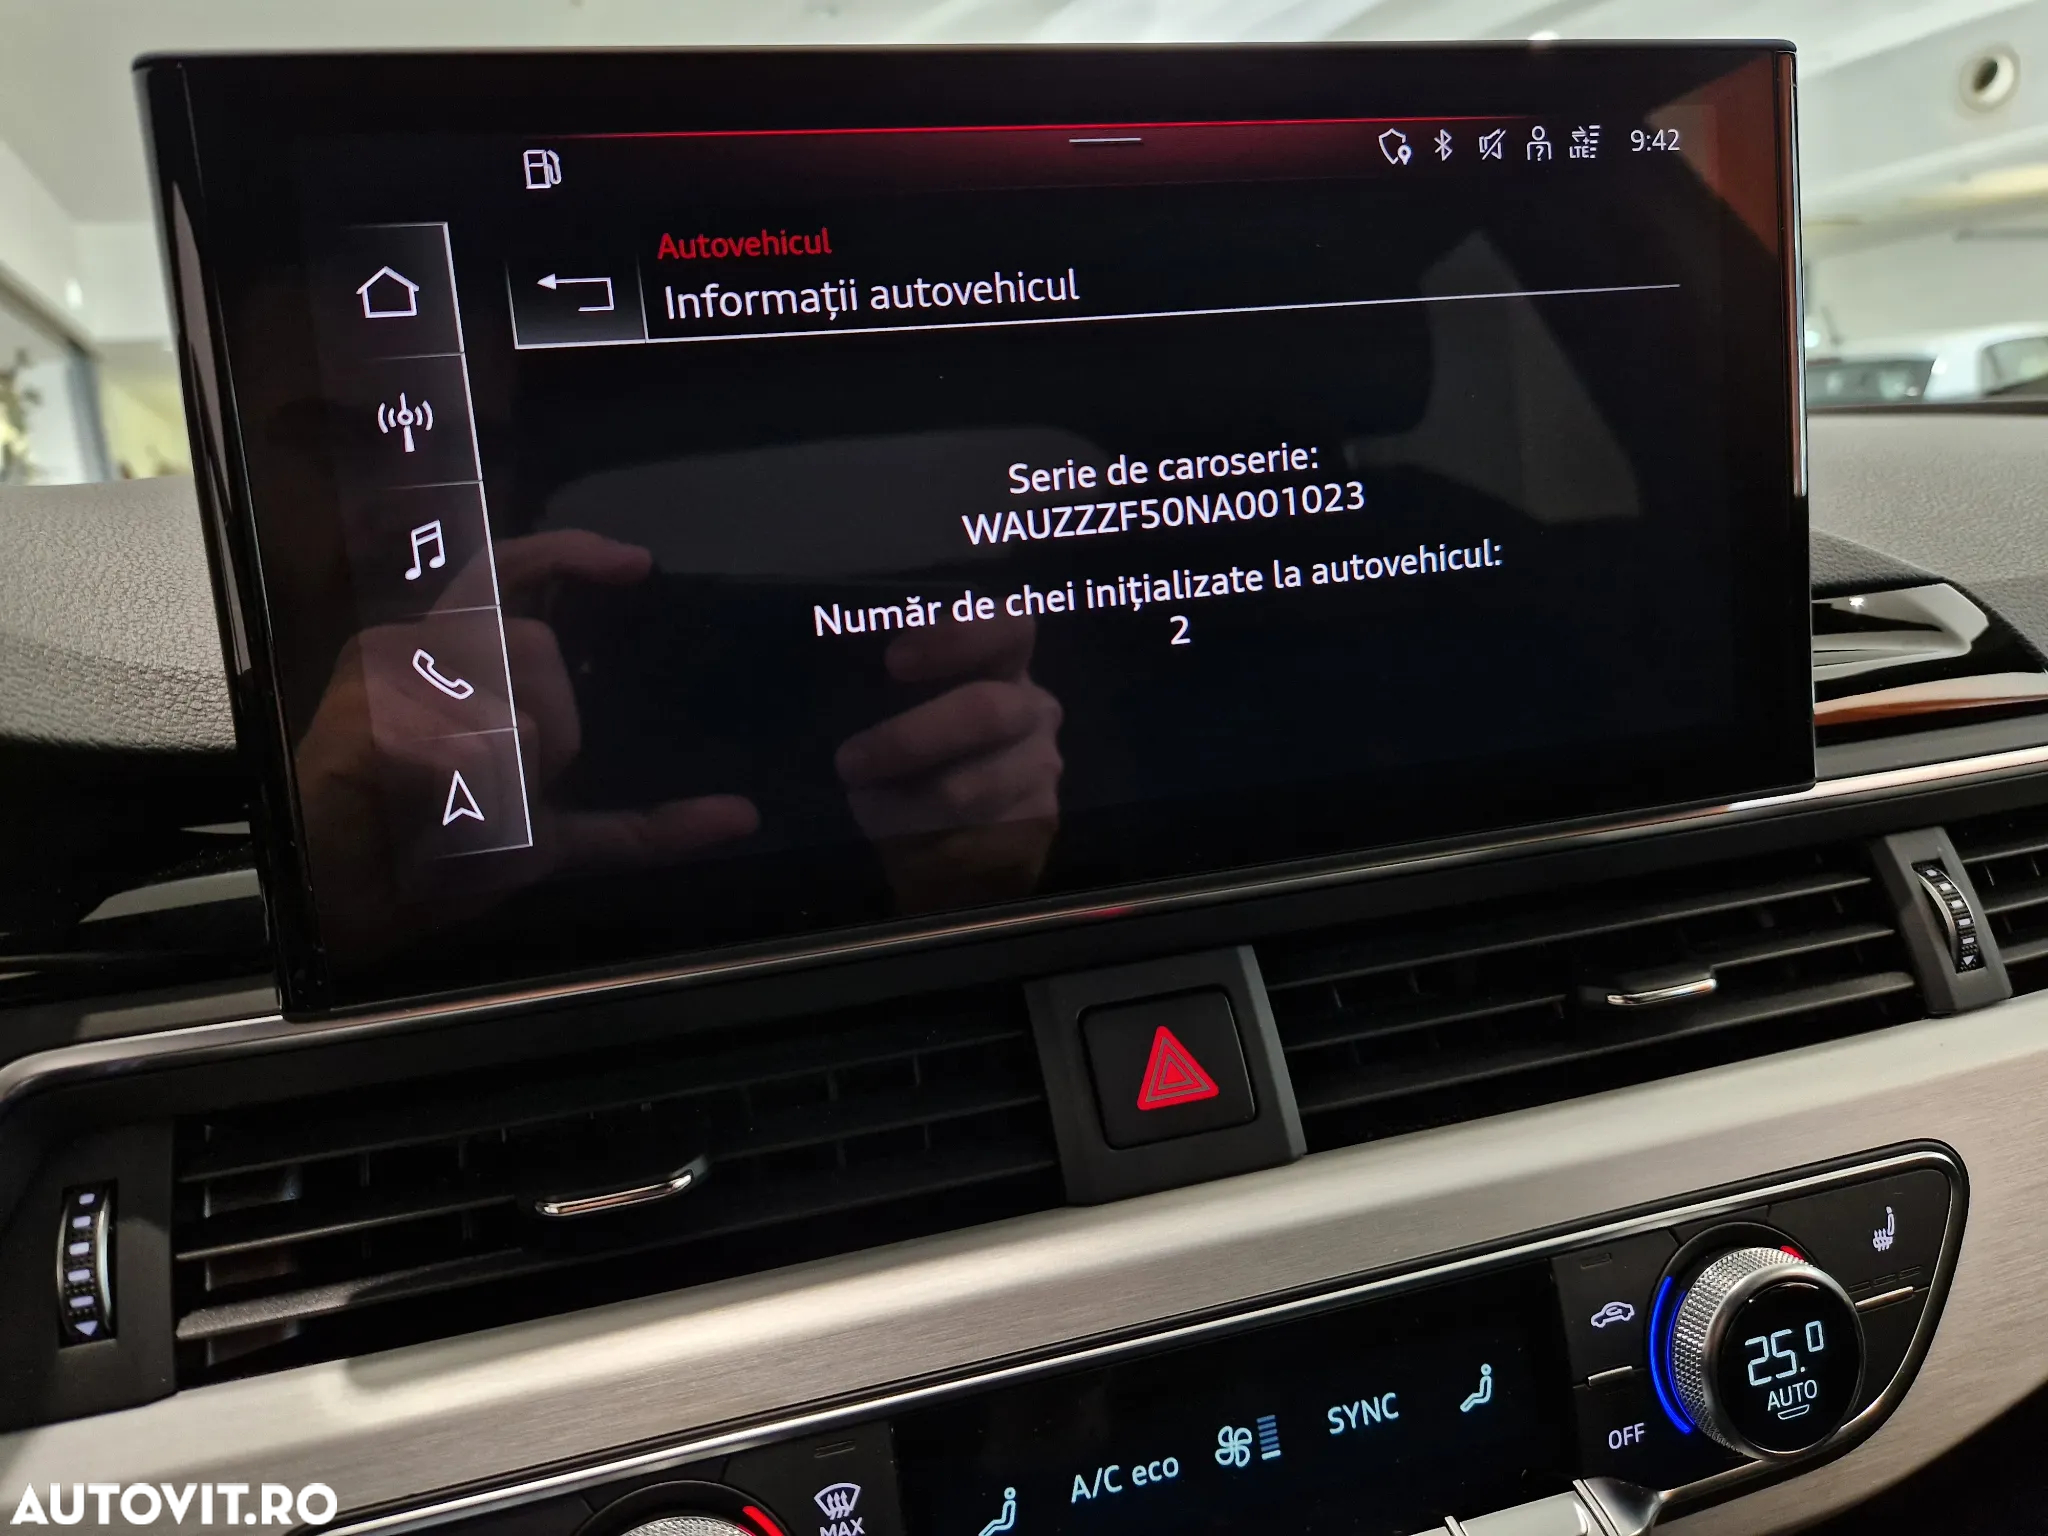 LTE
9:42
Autovehicul
Informații autovehicul
Serie de caroserie:
WAUZZZF50NA001023
Număr de chei inițializate la autovehicul:
2
25.0
AUTO
OFF
SYNC
A/C eco
MAX
AUTOVIT.RO